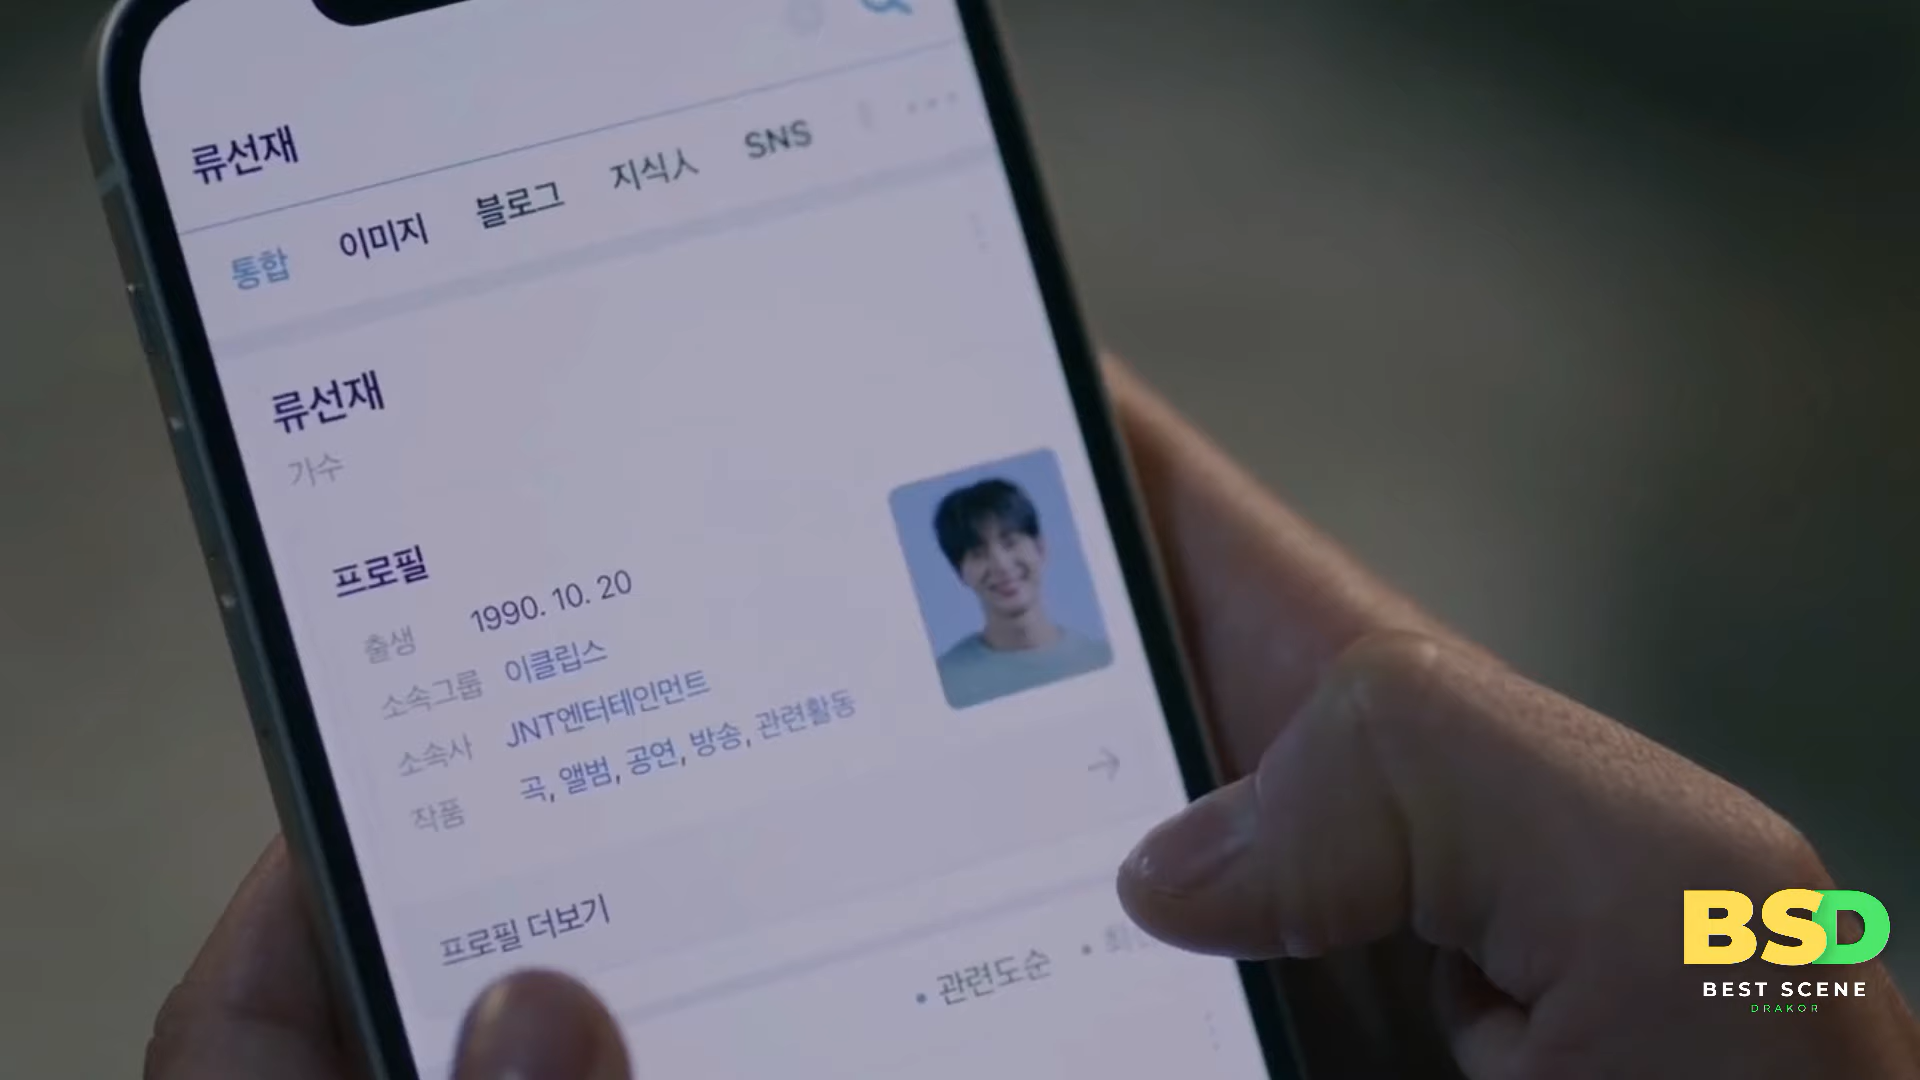 류선재
통합 이미지 블로그 지식人 SNS
류선재
가수
프로필
출생 1990. 10. 20
소속그룹 이클립스
소속사 JNT엔터테인먼트
작품 곡, 앨범, 공연, 방송, 관련활동
프로필 더보기
• 관련도순 •
BSD
BEST SCENE
DRAKOR